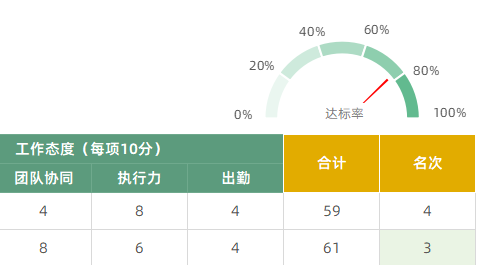 40%
60%
20%
80%
0%
达标率
100%
工作态度（每项10分）
合计
名次
团队协同
执行力
出勤
4
8
4
59
4
8
6
4
61
3